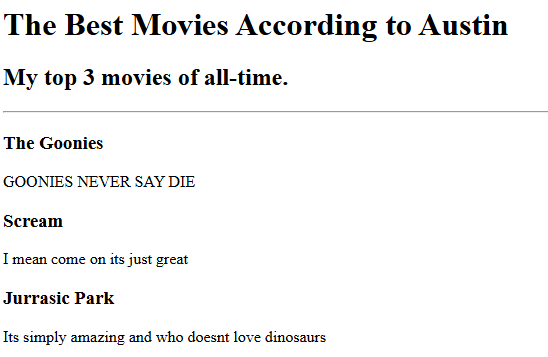 The Best Movies According to Austin
My top 3 movies of all-time.
The Goonies
GOONIES NEVER SAY DIE
Scream
I mean come on its just great
Jurrasic Park
Its simply amazing and who doesnt love dinosaurs